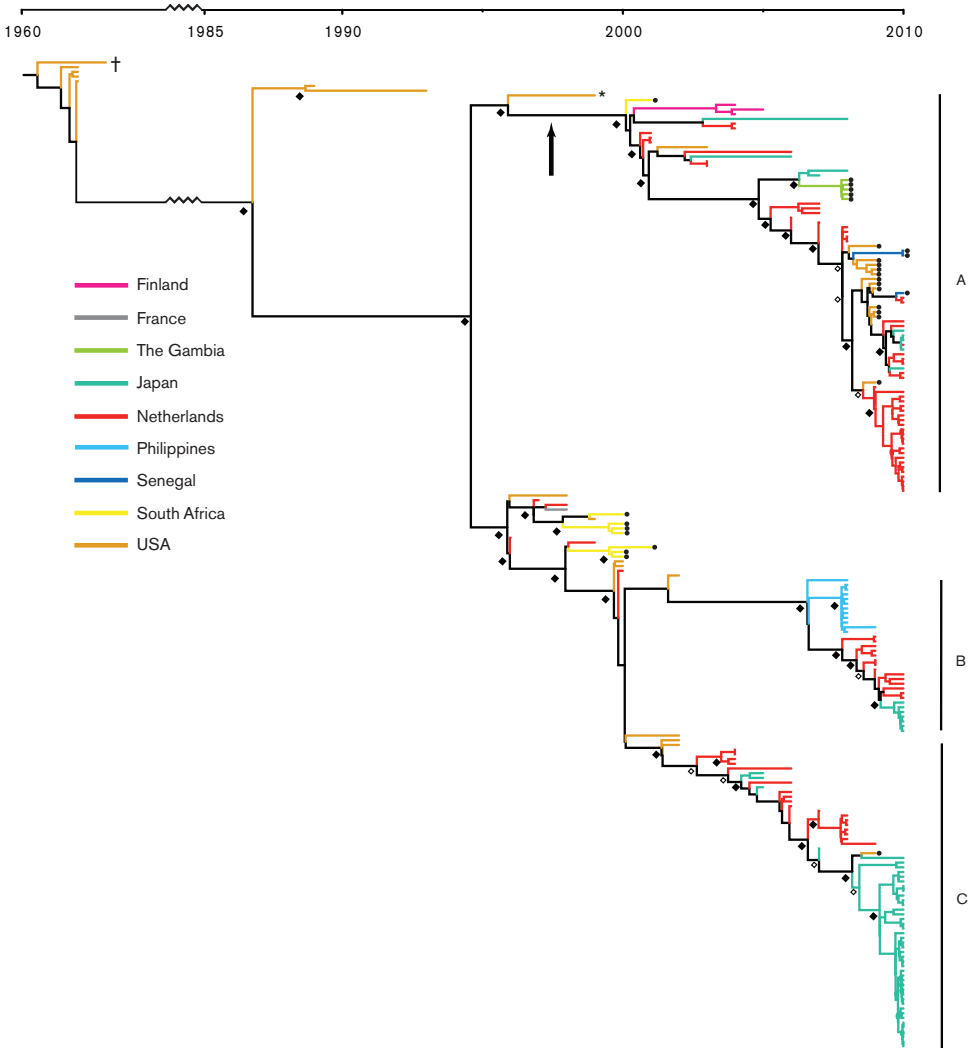 1960 1985 1990 2000 2010
†
*
A
Finland
France
The Gambia
Japan
Netherlands
Philippines
Senegal
South Africa
USA
B
C